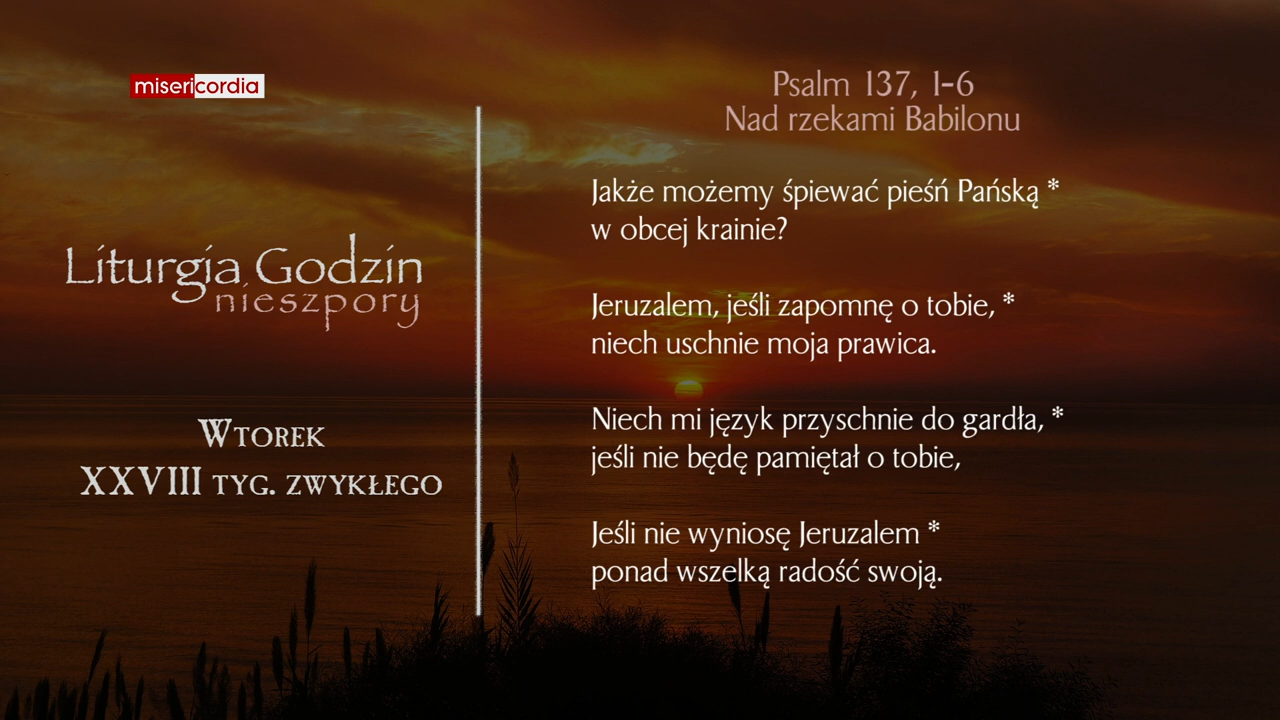 misericordia
Liturgia Godzin
nieszpory
Wtorek
XXVIII tyg. zwykłego
Psalm 137, 1-6
Nad rzekami Babilonu
Jakże możemy śpiewać pieśń Pańską *
w obcej krainie?
Jeruzalem, jeśli zapomnę o tobie, *
niech uschnie moja prawica.
Niech mi język przyschnie do gardła, *
jeśli nie będę pamiętał o tobie,
Jeśli nie wyniosę Jeruzalem *
ponad wszelką radość swoją.